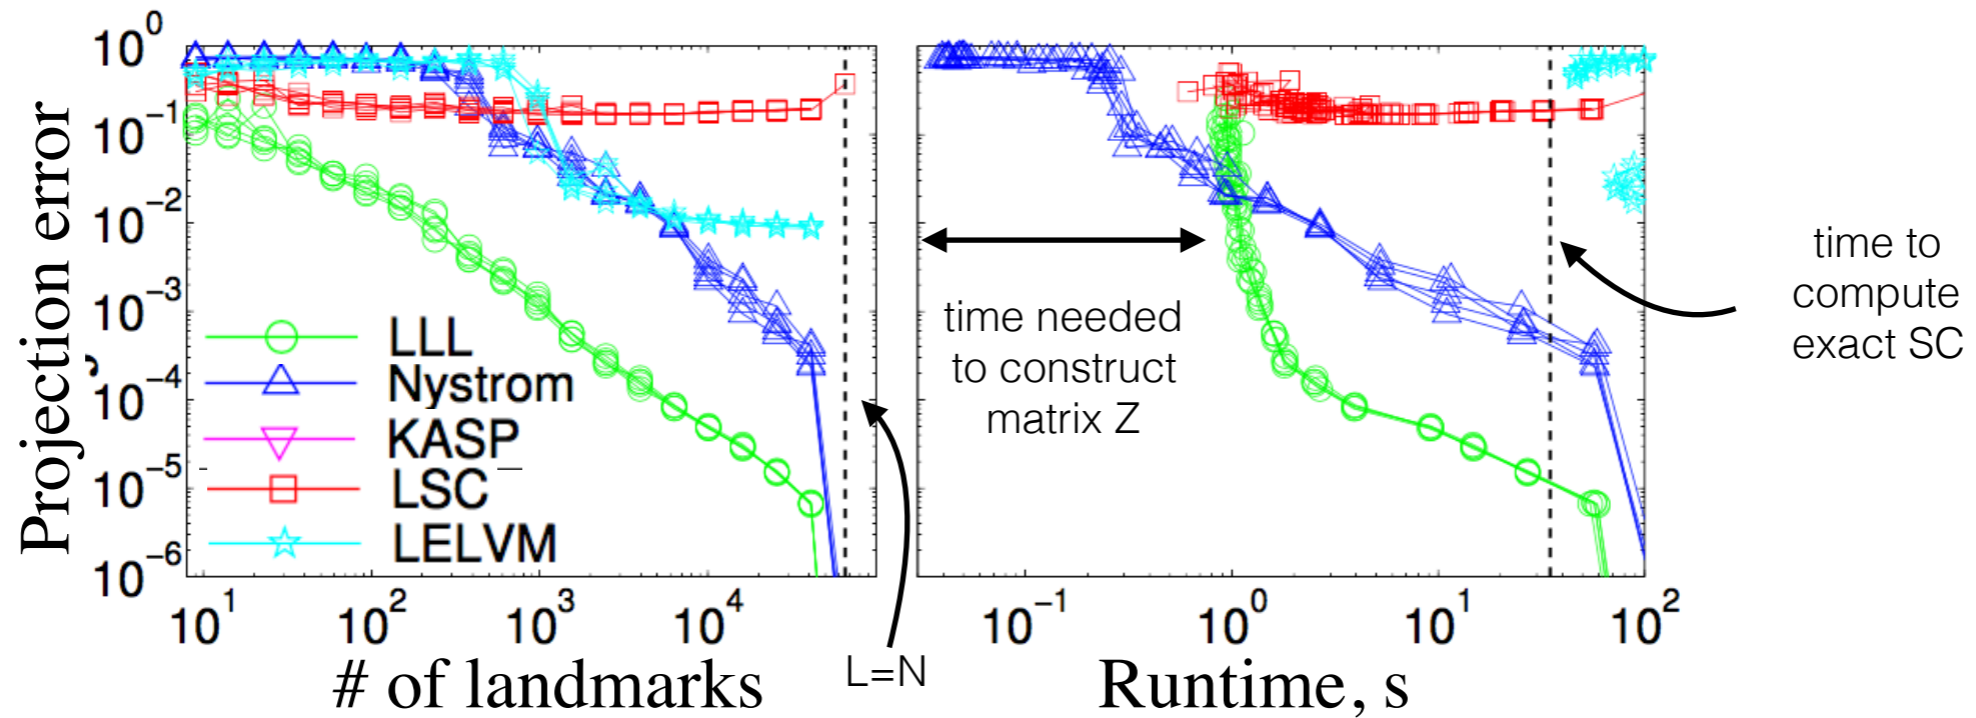 Projection error
10^0
10^-1
10^-2
10^-3
10^-4
10^-5
10^-6
LLL
Nystrom
KASP
LSC
LELVM
10^1 10^2 10^3 10^4
# of landmarks
L=N
time needed
to construct
matrix Z
10^-1 10^0 10^1 10^2
Runtime, s
time to
compute
exact SC